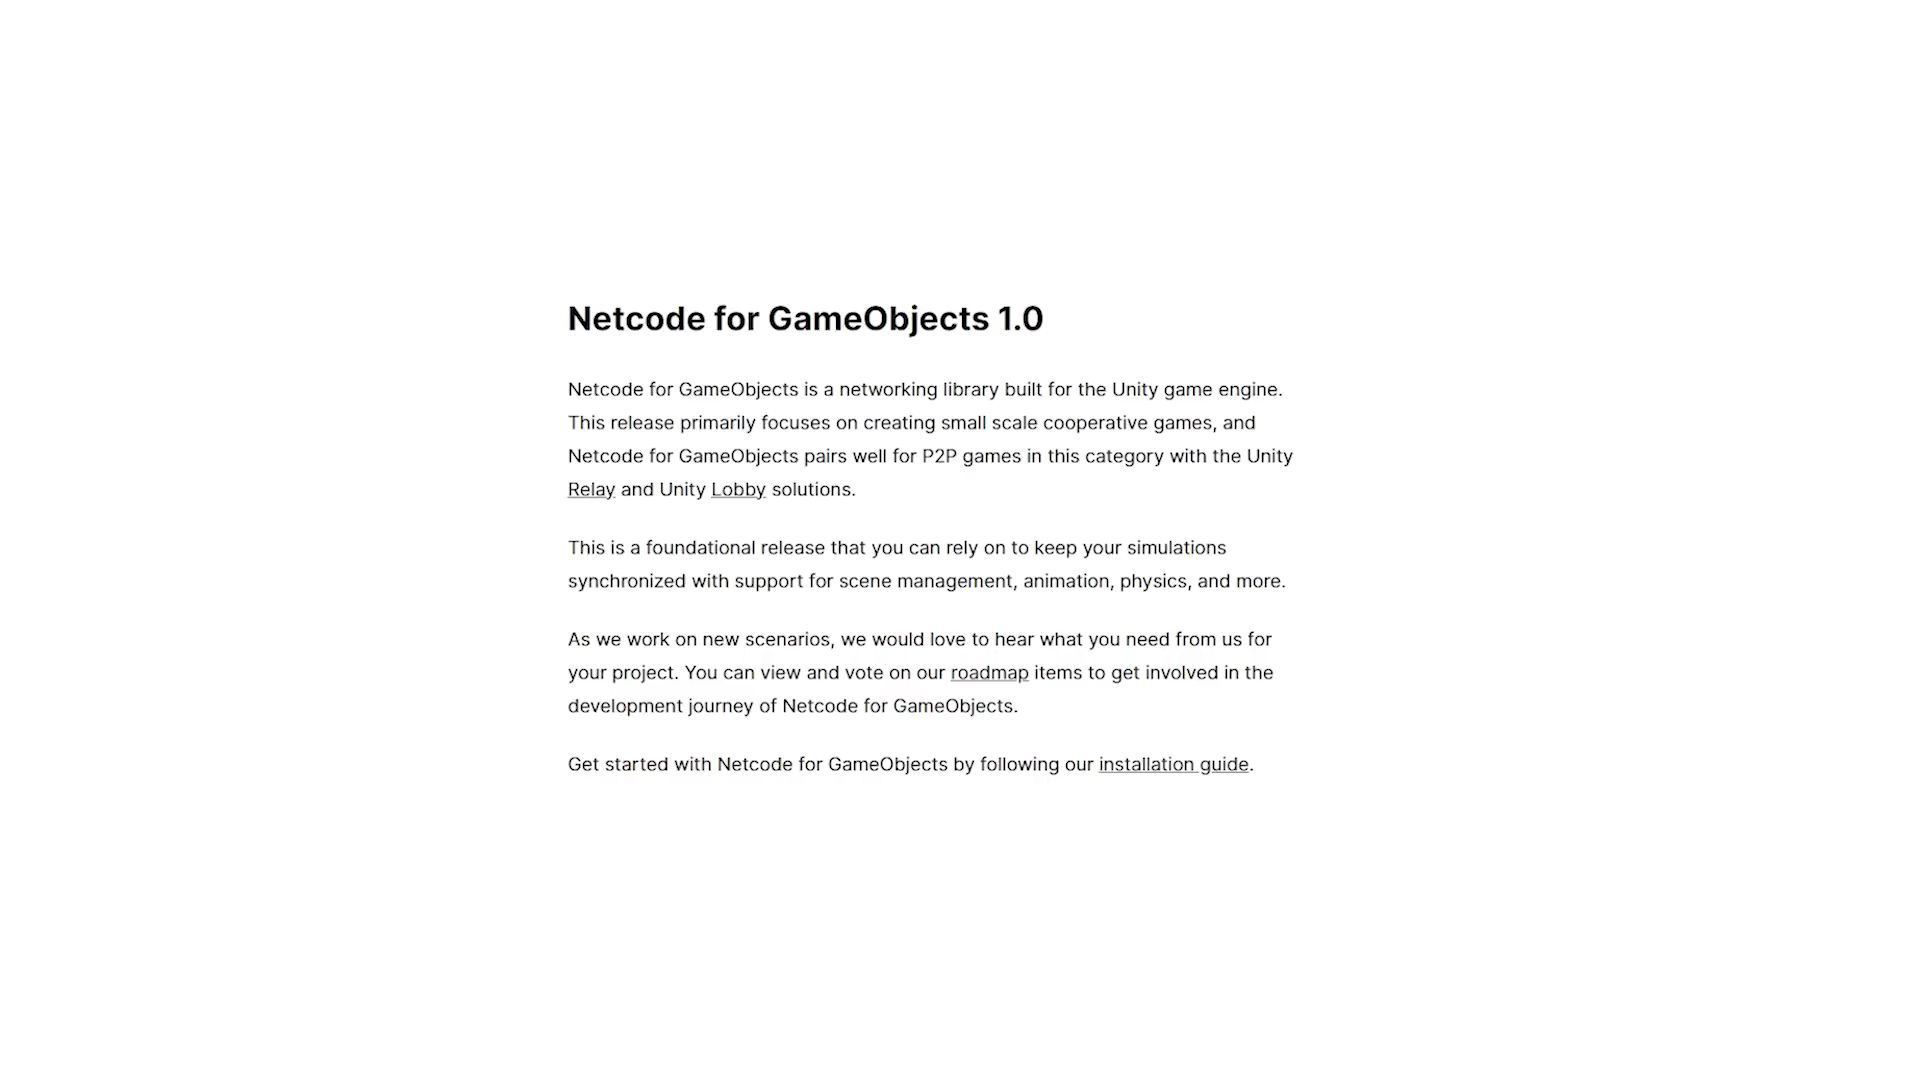 Netcode for GameObjects 1.0
Netcode for GameObjects is a networking library built for the Unity game engine.
This release primarily focuses on creating small scale cooperative games, and
Netcode for GameObjects pairs well for P2P games in this category with the Unity
Relay and Unity Lobby solutions.
This is a foundational release that you can rely on to keep your simulations
synchronized with support for scene management, animation, physics, and more.
As we work on new scenarios, we would love to hear what you need from us for
your project. You can view and vote on our roadmap items to get involved in the
development journey of Netcode for GameObjects.
Get started with Netcode for GameObjects by following our installation guide.